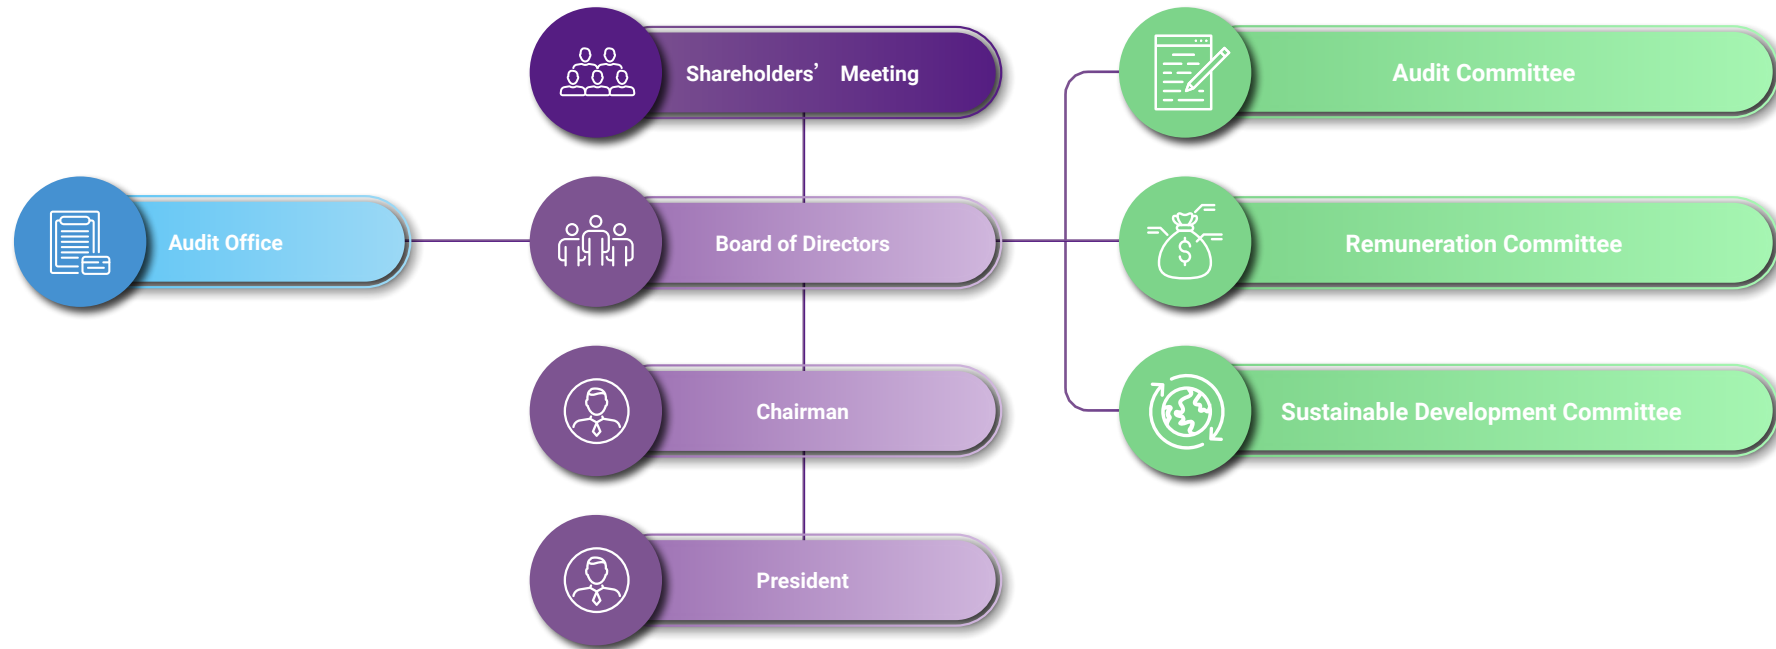 Shareholders’ Meeting
Audit Committee
Audit Office
Board of Directors
Remuneration Committee
Chairman
Sustainable Development Committee
President